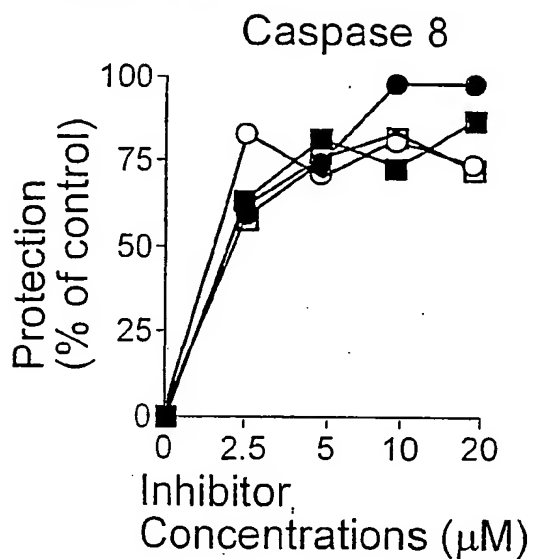 Caspase 8
100
75
50
25
0
Protection
(% of control)
0 2.5 5 10 20
Inhibitor
Concentrations (μM)